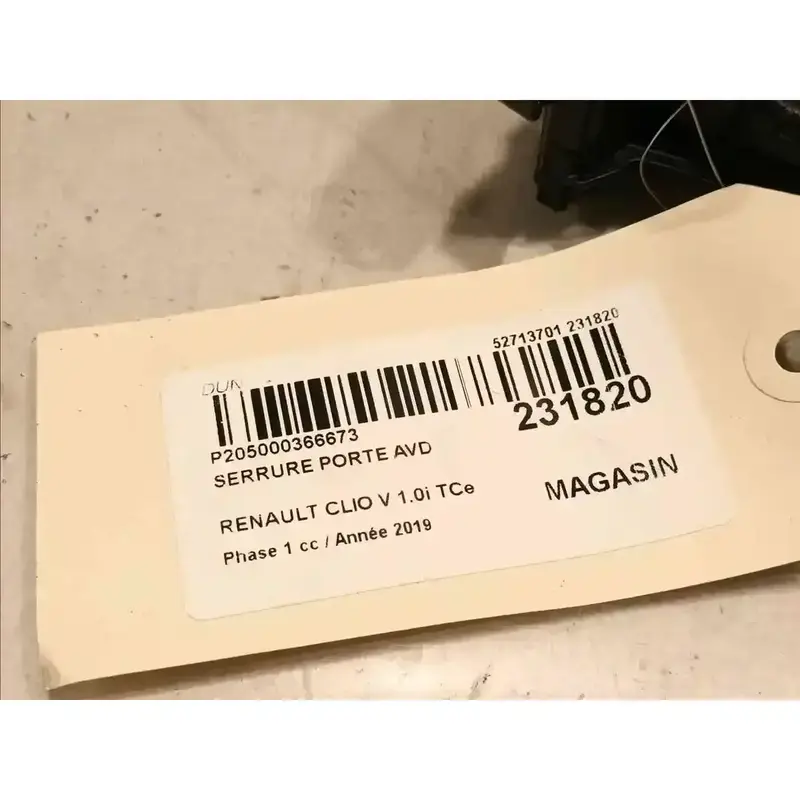 DUN
52713701 231820
231820
P205000366673
SERRURE PORTE AVD
RENAULT CLIO V 1.0i TCe
MAGASIN
Phase 1 cc / Année 2019